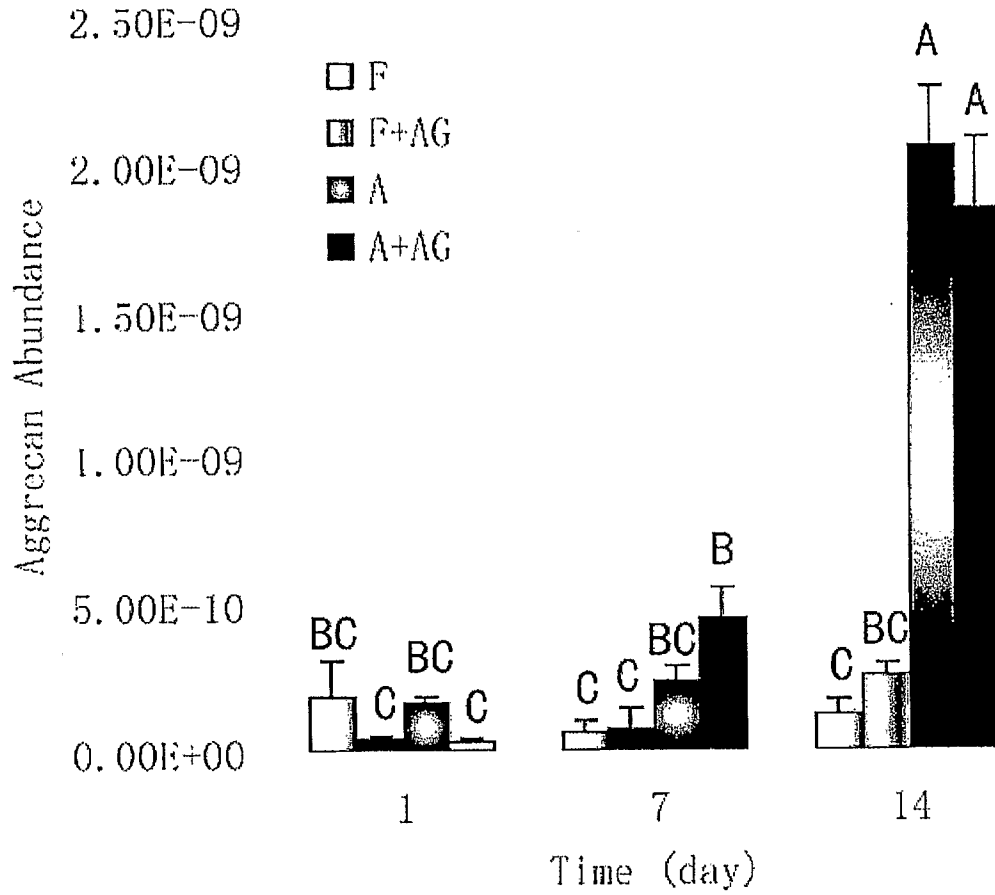 2.50E-09
2.00E-09
1.50E-09
1.00E-09
5.00E-10
0.00E+00
Aggrecan Abundance
F
F+AG
A
A+AG
BC
C
BC
C
C
C
BC
B
C
BC
A
A
1
7
14
Time (day)